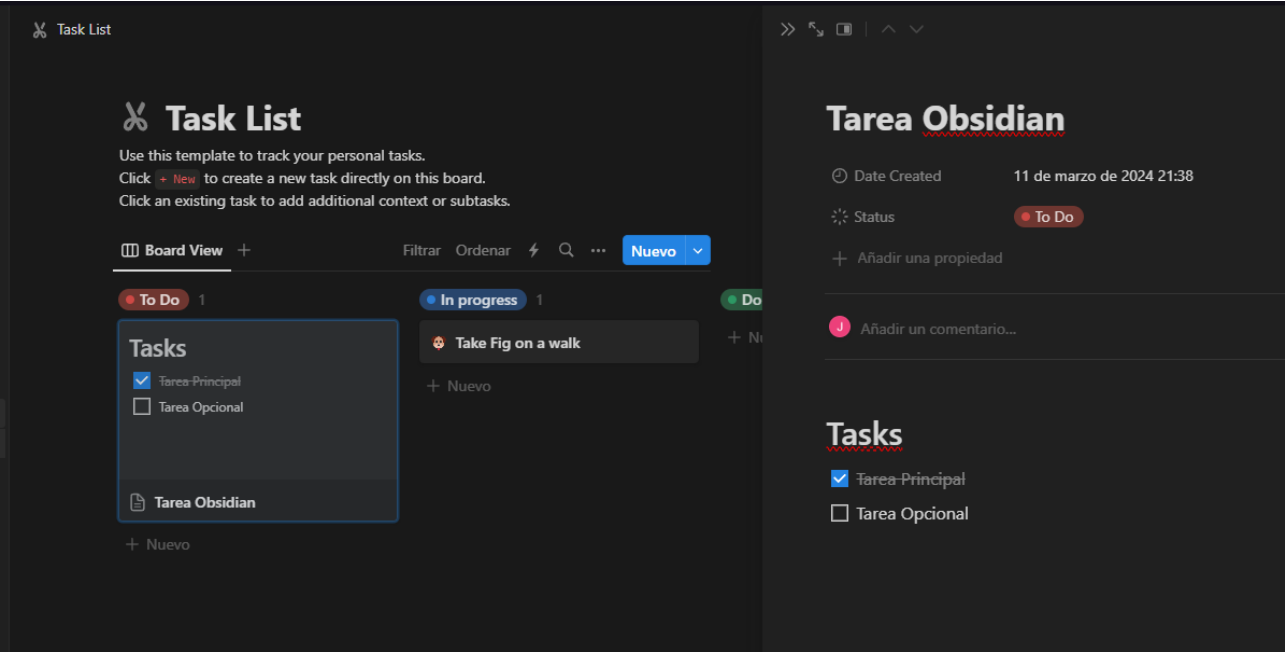 Task List
Task List
Use this template to track your personal tasks.
Click + New to create a new task directly on this board.
Click an existing task to add additional context or subtasks.
Board View
Filtrar Ordenar ... Nuevo
To Do 1
Tasks
Tarea Principal
Tarea Opcional
Tarea Obsidian
+ Nuevo
In progress 1
Take Fig on a walk
+ Nuevo
Do
+ Nu
Tarea Obsidian
Date Created 11 de marzo de 2024 21:38
Status To Do
+ Añadir una propiedad
J Añadir un comentario...
Tasks
Tarea Principal
Tarea Opcional